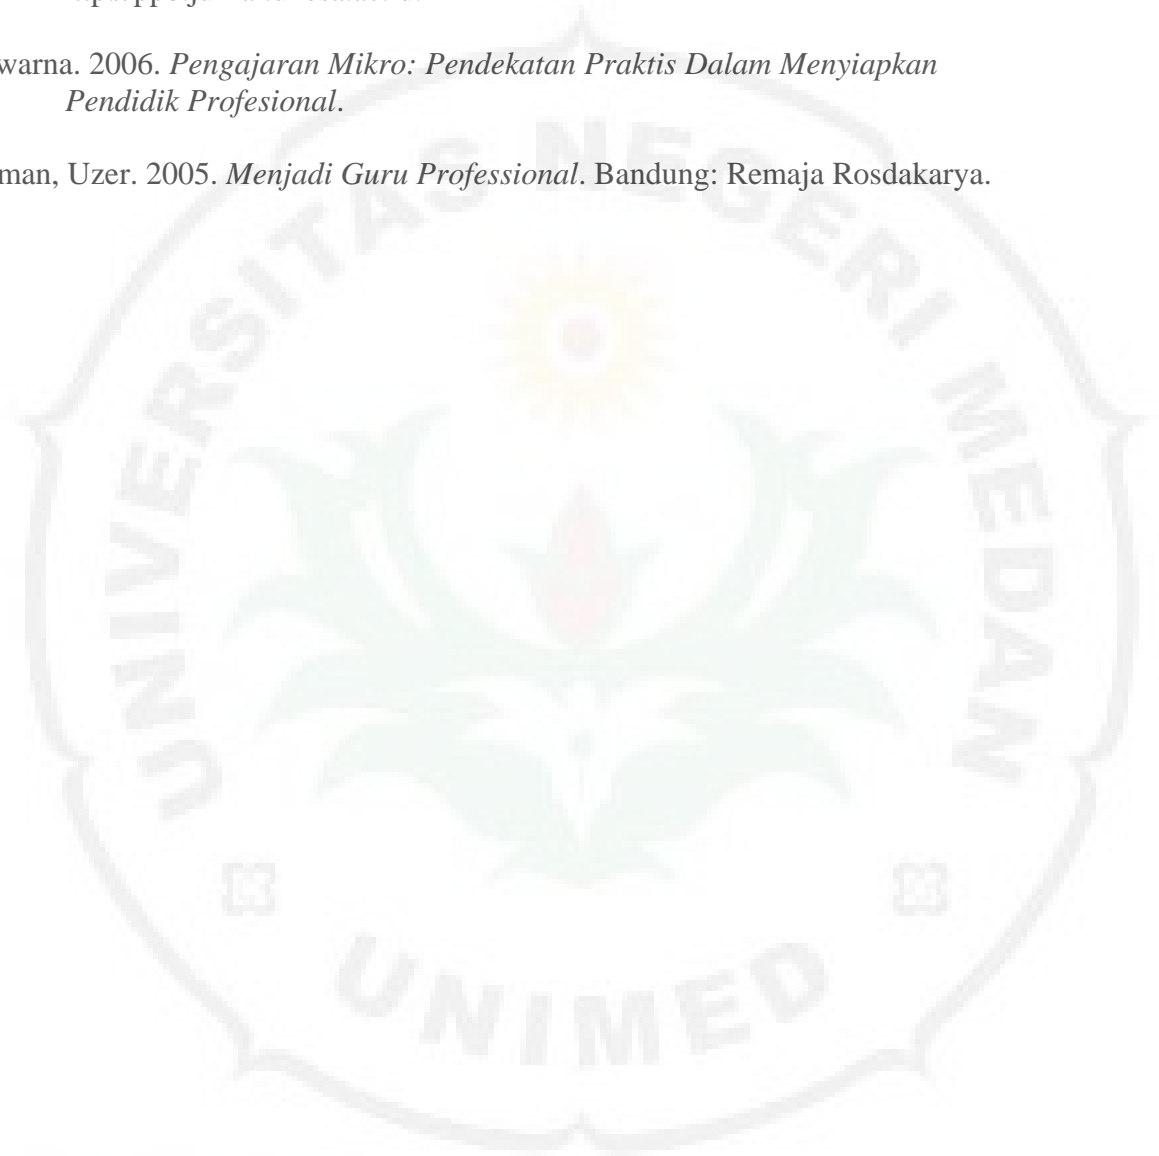 warna. 2006. Pengajaran Mikro: Pendekatan Praktis Dalam Menyiapkan
Pendidik Profesional.
man, Uzer. 2005. Menjadi Guru Professional. Bandung: Remaja Rosdakarya.
UNIVERSITAS NEGERI MEDAN
UNIMED